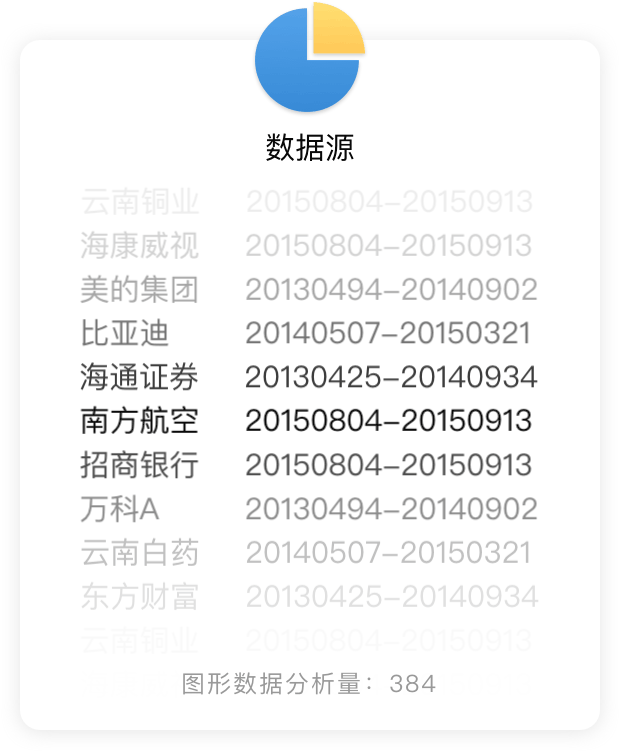 数据源
云南铜业 20150804-20150913
海康威视 20150804-20150913
美的集团 20130494-20140902
比亚迪 20140507-20150321
海通证券 20130425-20140934
南方航空 20150804-20150913
招商银行 20150804-20150913
万科A 20130494-20140902
云南白药 20140507-20150321
东方财富 20130425-20140934
云南铜业 20150804-20150913
图形数据分析量：384